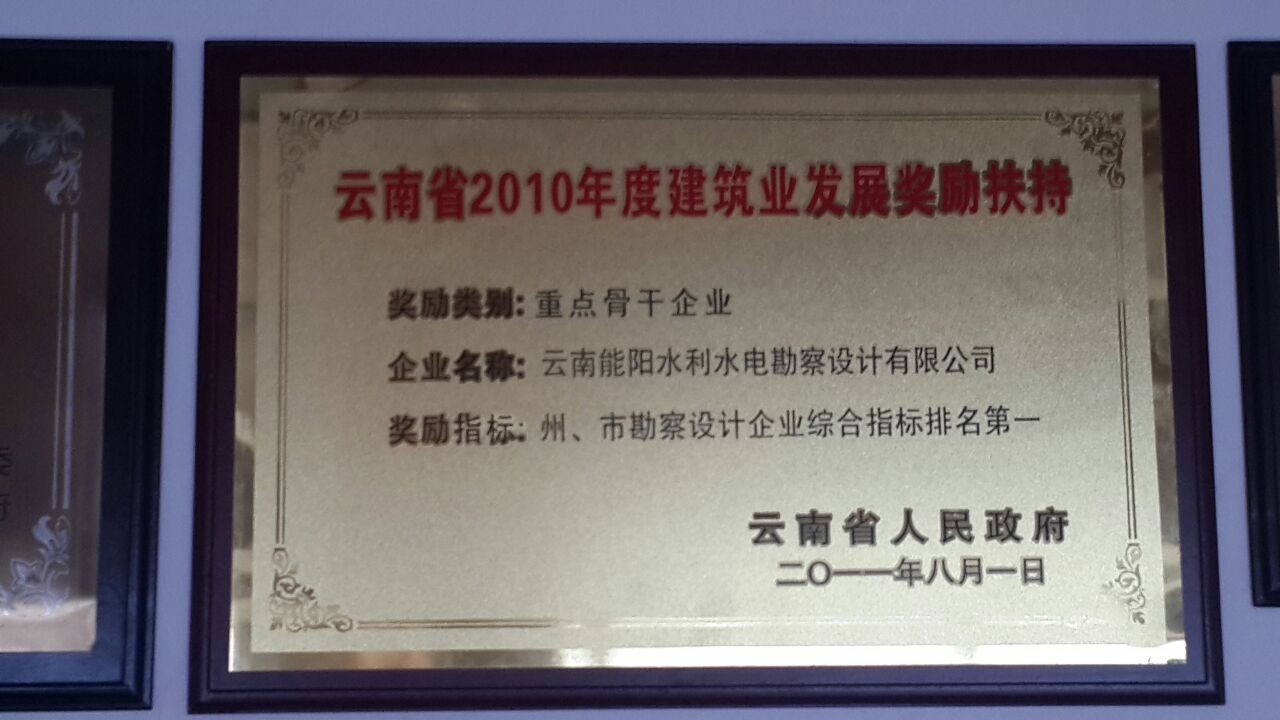 云南省2010年度建筑业发展奖励扶持
奖励类别：重点骨干企业
企业名称：云南能阳水利水电勘察设计有限公司
奖励指标：州、市勘察设计企业综合指标排名第一
云南省人民政府
二〇一一年八月一日